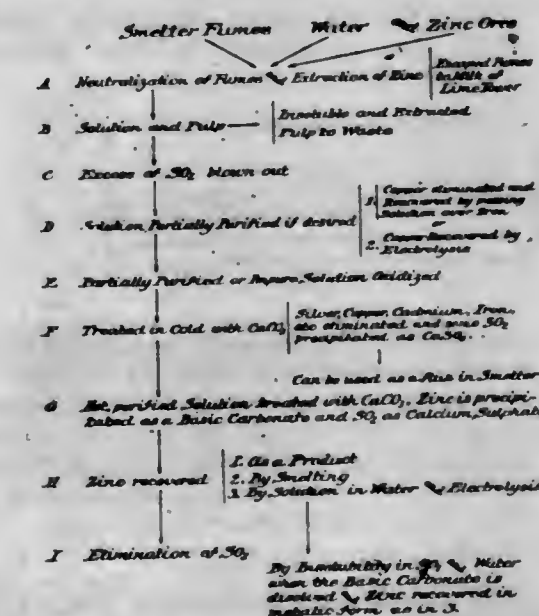 Smelter Fumes Water & Zinc Ores
A Neutralization of Fumes & Extraction of Zinc
Escaped Fumes
to Milk of
Lime Tower
B Solution and Pulp
Insoluble and Extracted
Pulp to Waste
C Excess of SO2 blown out
D Solution Partially Purified if desired
1. Copper eliminated and
Recovered by passing
Solution over Iron
or
2. Copper Recovered by
Electrolysis
E Partially Purified or Impure, Solution Oxidized
F Treated in Cold with CaCO3
Silver, Copper, Cadmium, Iron,
etc eliminated and some SO2
precipitated as CaSO4.
Can be used as a flux in Smelter
G Hot, purified Solution treated with CaCO3. Zinc is precipi-
tated as a Basic Carbonate and SO2 as Calcium Sulphate
H Zinc recovered
1. As a Product
2. By Smelting
3. By Solution in Water & Electrolysis
I Elimination of SO2
By Insolubility in SO2 & Water
when the Basic Carbonate is
dissolved & Zinc recovered in
metallic form as in 3.